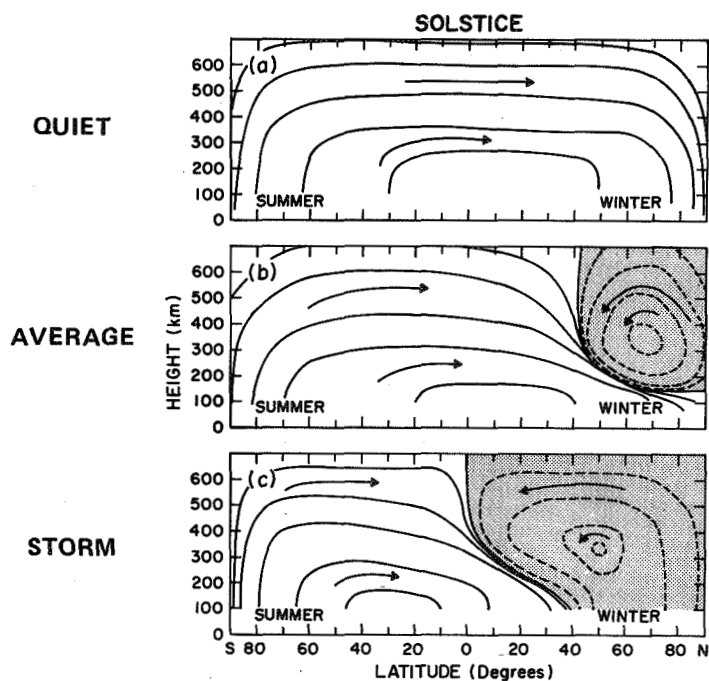 SOLSTICE
QUIET
(a)
600
500
400
300
200
100
0
SUMMER
WINTER
AVERAGE
HEIGHT (km)
(b)
600
500
400
300
200
100
0
SUMMER
WINTER
STORM
(c)
600
500
400
300
200
100
0
SUMMER
WINTER
S 80 60 40 20 0 20 40 60 80 N
LATITUDE (Degrees)